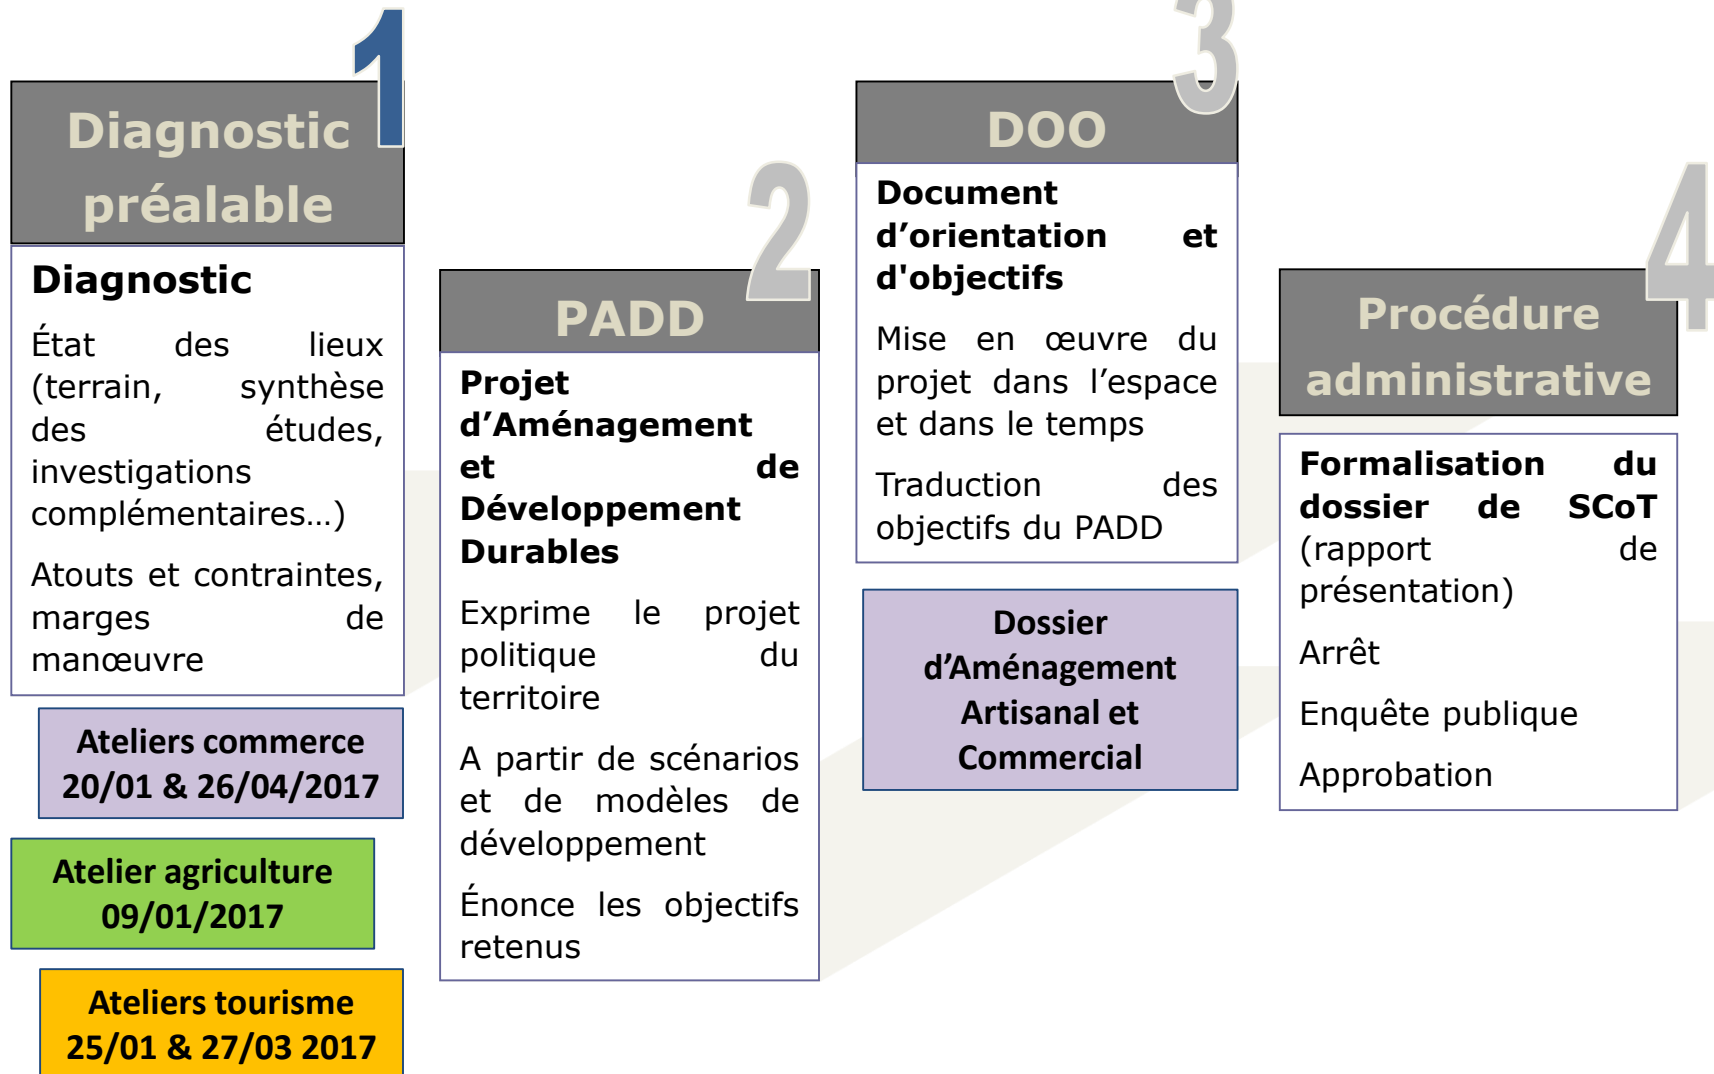 1
Diagnostic
préalable
Diagnostic
État des lieux
(terrain, synthèse
des études,
investigations
complémentaires…)
Atouts et contraintes,
marges de
manœuvre
Ateliers commerce
20/01 & 26/04/2017
Atelier agriculture
09/01/2017
Ateliers tourisme
25/01 & 27/03 2017
2
PADD
Projet
d’Aménagement
et de
Développement
Durables
Exprime le projet
politique du
territoire
A partir de scénarios
et de modèles de
développement
Énonce les objectifs
retenus
3
DOO
Document
d’orientation et
d'objectifs
Mise en œuvre du
projet dans l’espace
et dans le temps
Traduction des
objectifs du PADD
Dossier
d’Aménagement
Artisanal et
Commercial
4
Procédure
administrative
Formalisation du
dossier de SCoT
(rapport de
présentation)
Arrêt
Enquête publique
Approbation